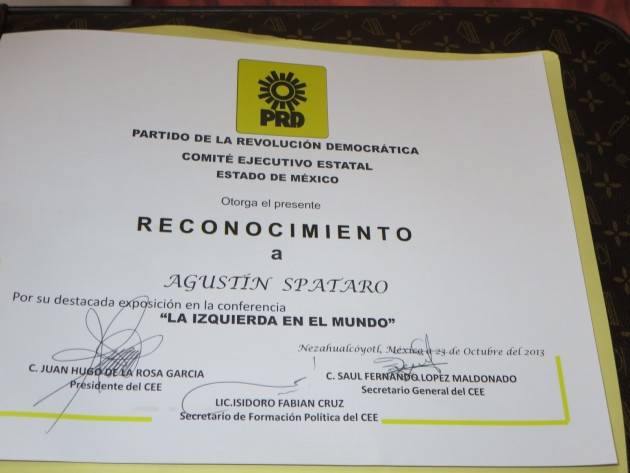 PRD
PARTIDO DE LA REVOLUCIÓN DEMOCRÁTICA
COMITÉ EJECUTIVO ESTATAL
ESTADO DE MÉXICO
Otorga el presente
RECONOCIMIENTO
a
AGUSTÍN SPATARO
Por su destacada exposición en la conferencia
“LA IZQUIERDA EN EL MUNDO”
Nezahualcóyotl, México a 23 de Octubre del 2013
C. JUAN HUGO DE LA ROSA GARCIA
Presidente del CEE
C. SAUL FERNANDO LOPEZ MALDONADO
Secretario General del CEE
LIC.ISIDORO FABIAN CRUZ
Secretario de Formación Política del CEE